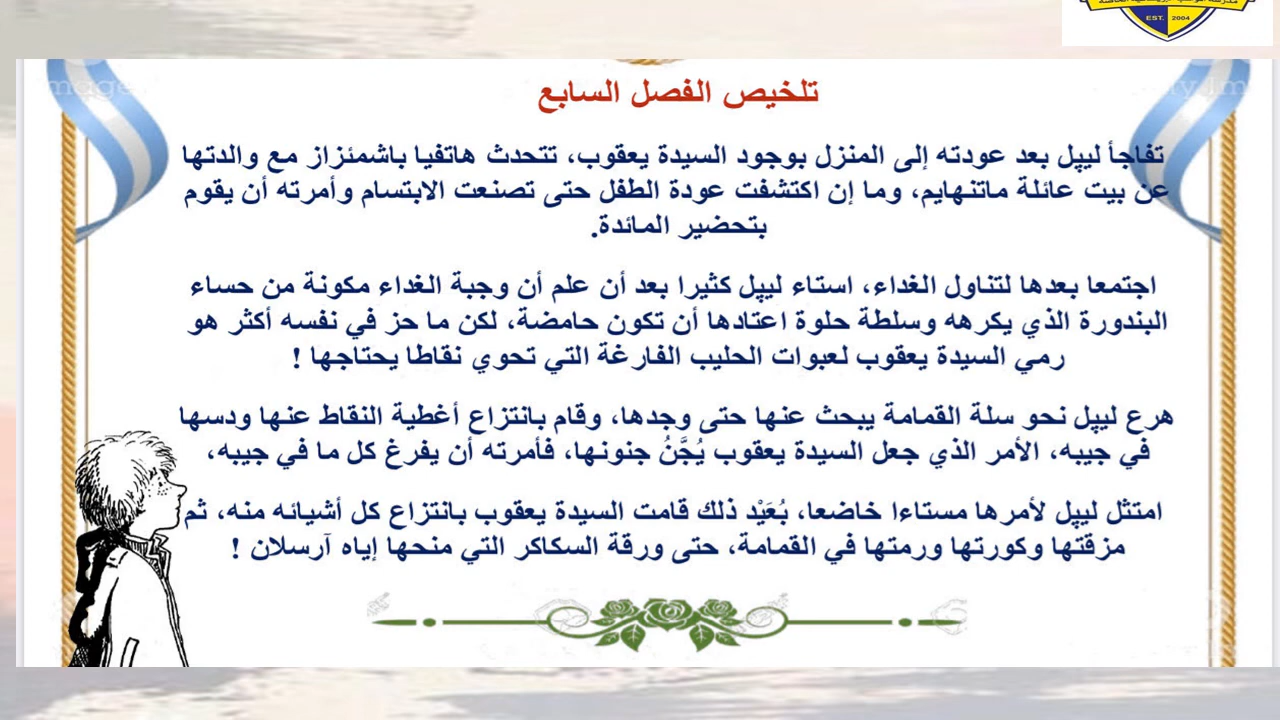 EST. 2004
تلخيص الفصل السابع
تفاجأ ليپل بعد عودته إلى المنزل بوجود السيدة يعقوب، تتحدث هاتفيا باشمئزاز مع والدتها
عن بيت عائلة ماتنهايم، وما إن اكتشفت عودة الطفل حتى تصنعت الابتسام وأمرته أن يقوم
بتحضير المائدة.
اجتمعا بعدها لتناول الغداء، استاء ليپل كثيرا بعد أن علم أن وجبة الغداء مكونة من حساء
البندورة الذي يكرهه وسلطة حلوة اعتادها أن تكون حامضة، لكن ما حز في نفسه أكثر هو
رمي السيدة يعقوب لعبوات الحليب الفارغة التي تحوي نقاطا يحتاجها !
هرع ليپل نحو سلة القمامة يبحث عنها حتى وجدها، وقام بانتزاع أغطية النقاط عنها ودسها
في جيبه، الأمر الذي جعل السيدة يعقوب يُجَّنُ جنونها، فأمرته أن يفرغ كل ما في جيبه،
امتثل ليپل لأمرها مستاءا خاضعا، بُعَيْد ذلك قامت السيدة يعقوب بانتزاع كل أشيائه منه، ثم
مزقتها وكورتها ورمتها في القمامة، حتى ورقة السكاكر التي منحها إياه آرسلان !